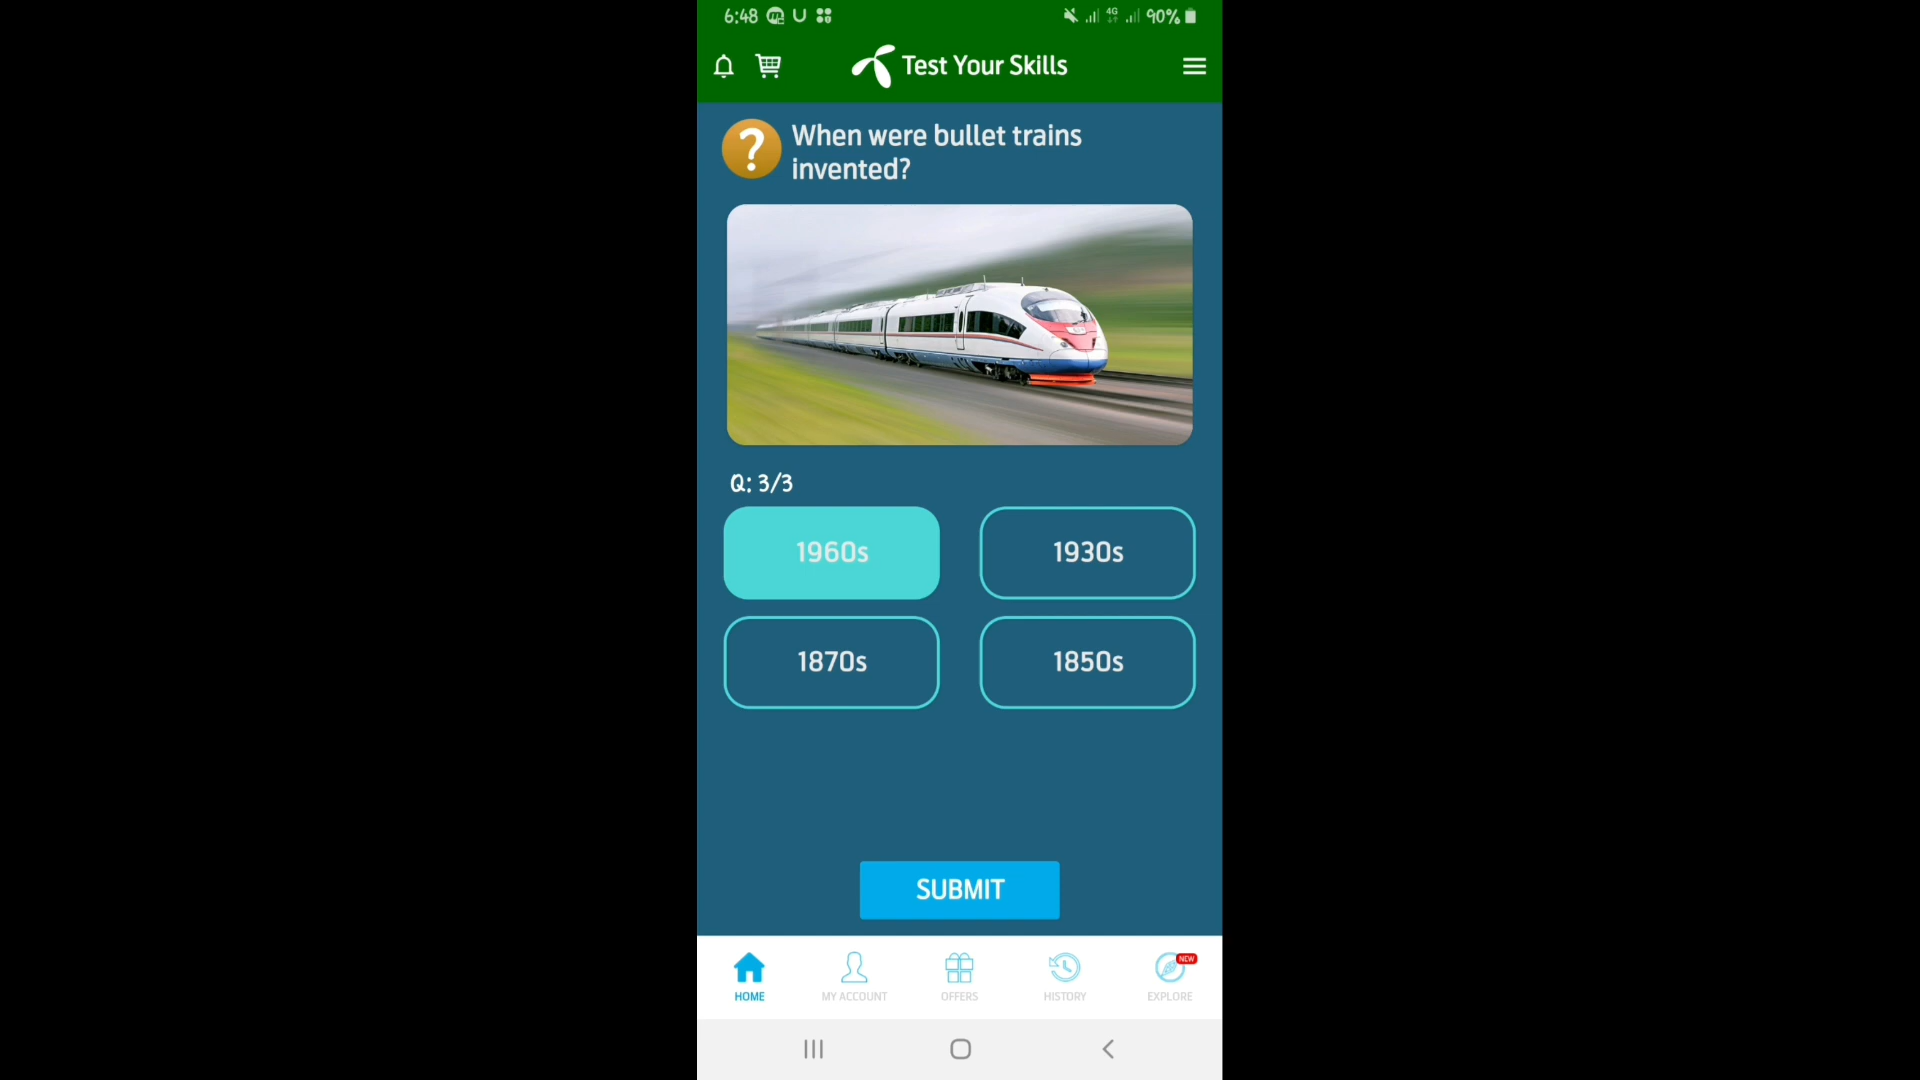 6:48 90%
4G
Test Your Skills
?
When were bullet trains
invented?
Q: 3/3
1960s 1930s
1870s 1850s
SUBMIT
NEW
HOME MY ACCOUNT OFFERS HISTORY EXPLORE